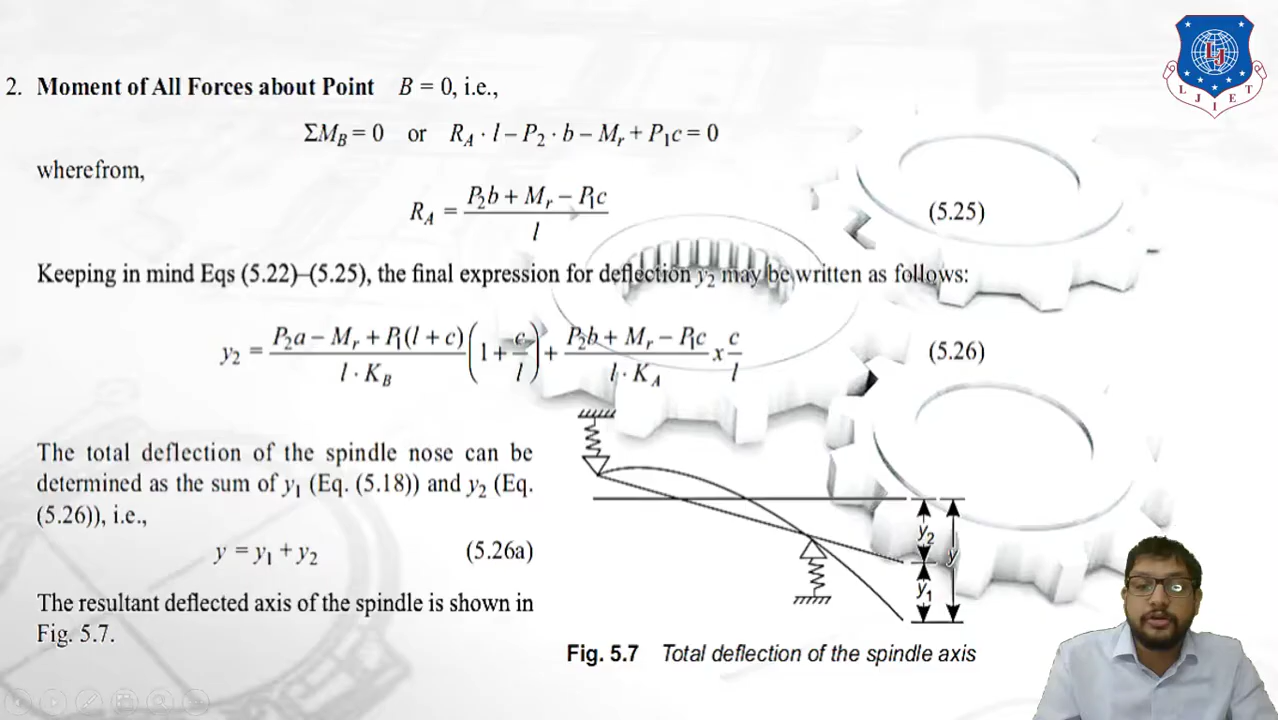 2. Moment of All Forces about Point B = 0, i.e.,
ΣM_B = 0 or R_A · l – P_2 · b – M_r + P_1c = 0
wherefrom,
R_A = (P_2b + M_r – P_1c) / l (5.25)
Keeping in mind Eqs (5.22)–(5.25), the final expression for deflection y_2 may be written as follows:
y_2 = (P_2a – M_r + P_1(l + c)) / (l · K_B) (1 + c/l) + (P_2b + M_r – P_1c) / (l · K_A) x c/l (5.26)
The total deflection of the spindle nose can be
determined as the sum of y_1 (Eq. (5.18)) and y_2 (Eq.
(5.26)), i.e.,
y = y_1 + y_2 (5.26a)
The resultant deflected axis of the spindle is shown in
Fig. 5.7.
y_2
y
y_1
Fig. 5.7 Total deflection of the spindle axis
LJ
L J I E T